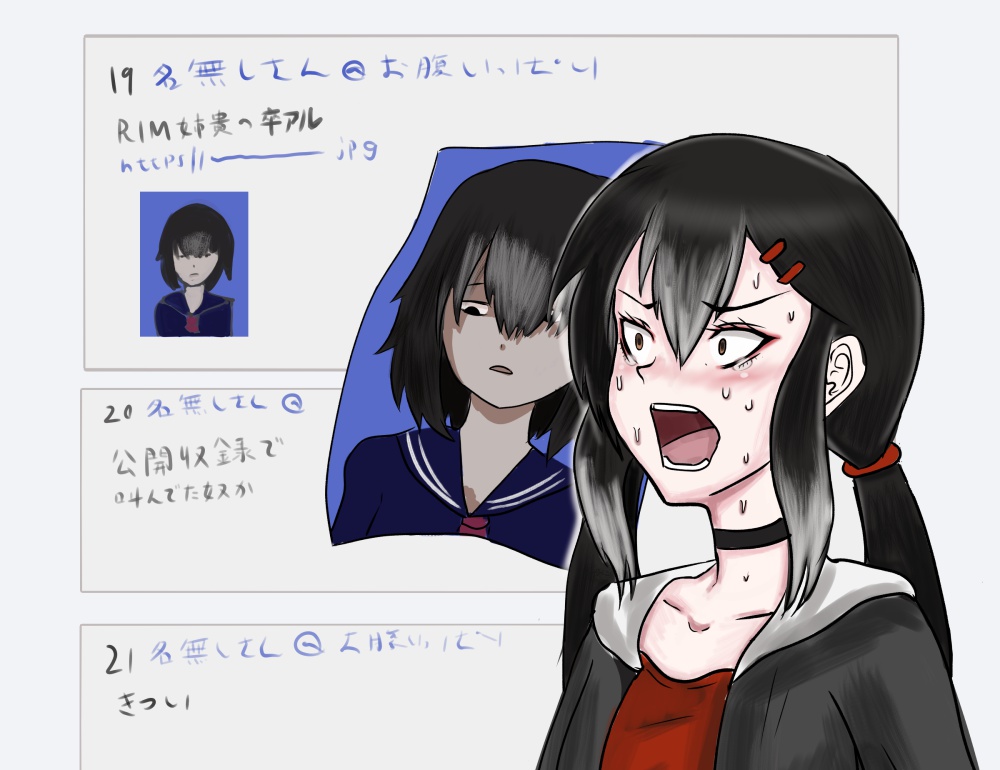 19 名無しさん@お腹いっぱい
RIM姉貴の卒アル
https//――――jpg
20 名無しさん@
公開収録で
叫んでた奴か
21 名無しさん@お腹いっぱい
きつい